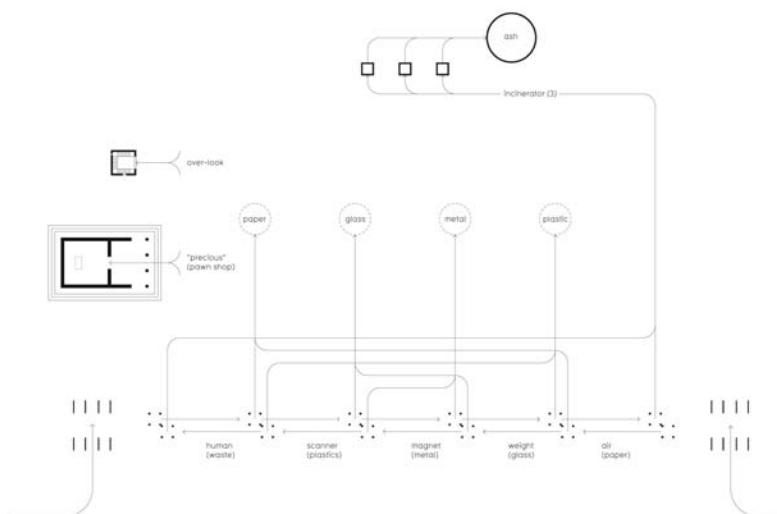 ash
incinerator (3)
over-look
paper
glass
metal
plastic
"precious"
(pawn shop)
human
(waste)
scanner
(plastics)
magnet
(metal)
weight
(glass)
air
(paper)